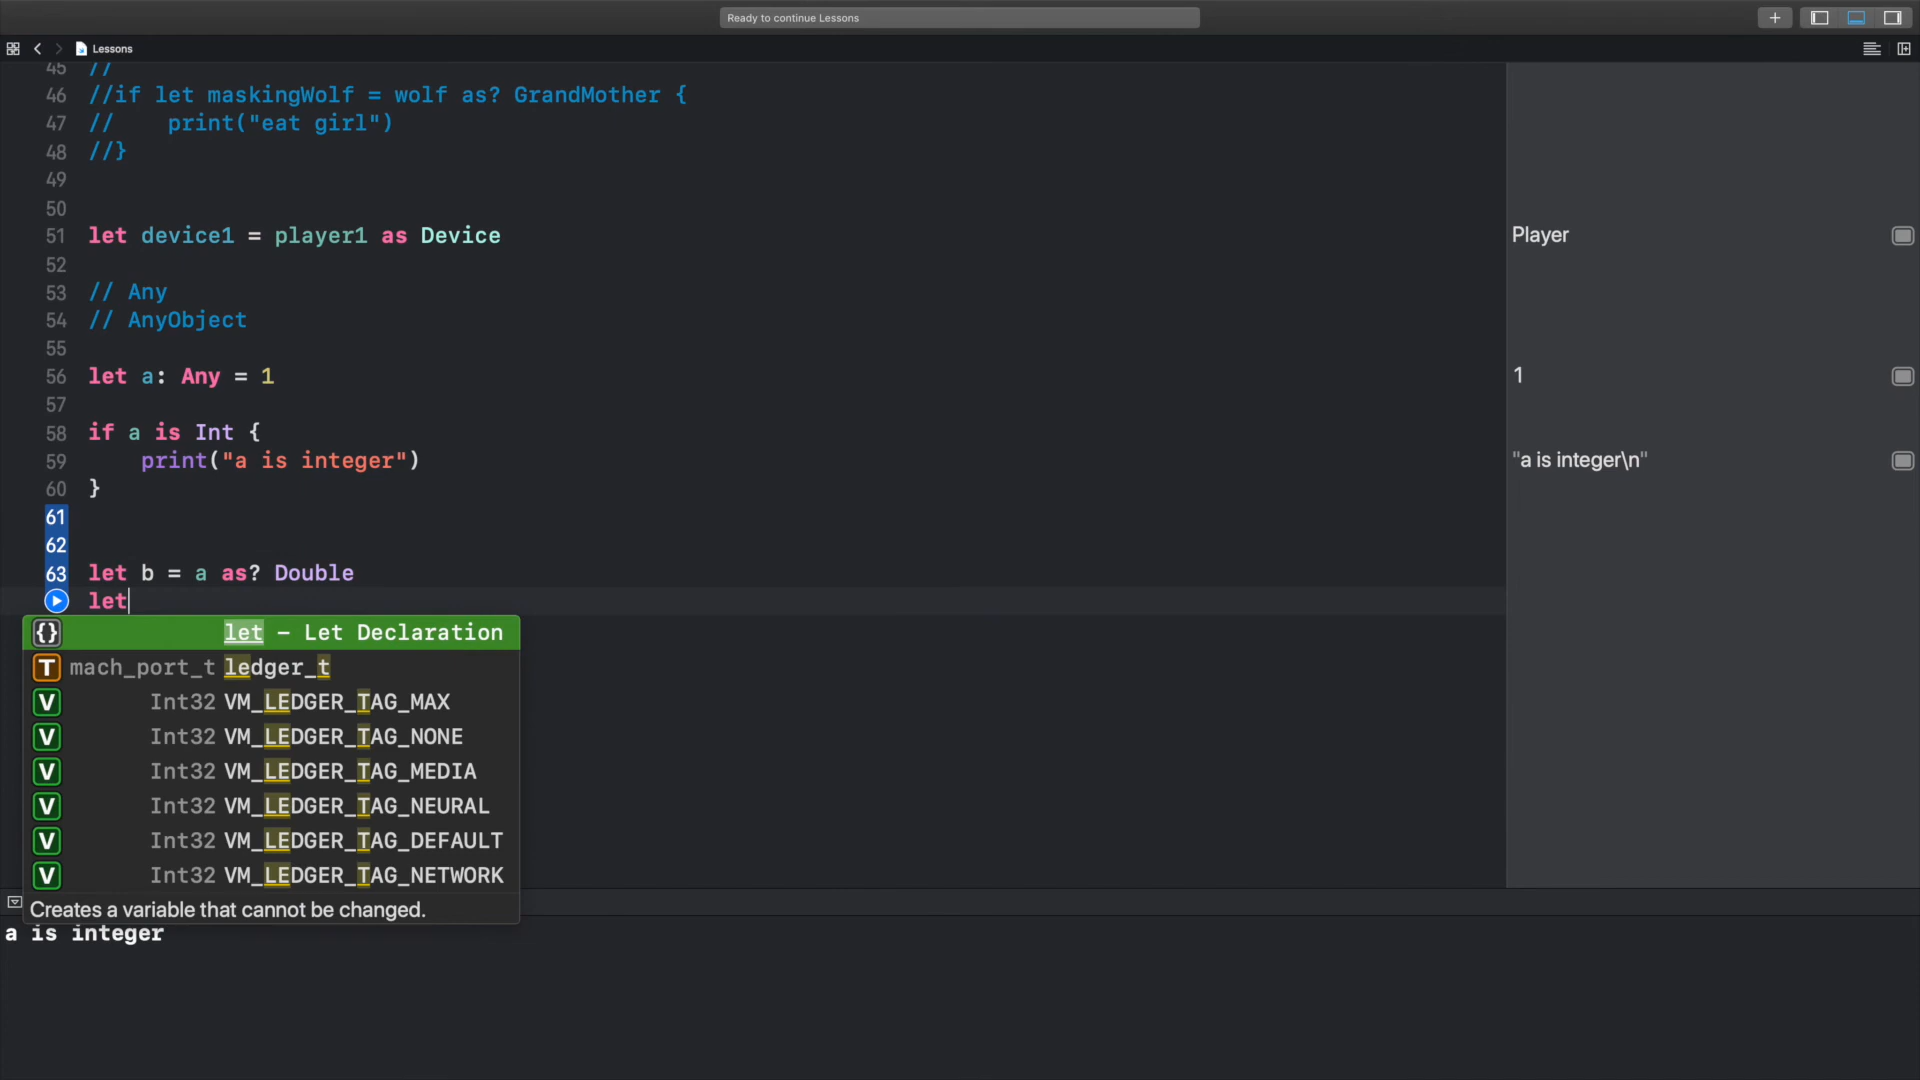 Ready to continue Lessons
Lessons
45 //
46 //if let maskingWolf = wolf as? GrandMother {
47 //    print("eat girl")
48 //}
49
50
51 let device1 = player1 as Device
Player
52
53 // Any
54 // AnyObject
55
56 let a: Any = 1
1
57
58 if a is Int {
59     print("a is integer")
"a is integer\n"
60 }
61
62
63 let b = a as? Double
let
{} let – Let Declaration
T mach_port_t ledger_t
V Int32 VM_LEDGER_TAG_MAX
V Int32 VM_LEDGER_TAG_NONE
V Int32 VM_LEDGER_TAG_MEDIA
V Int32 VM_LEDGER_TAG_NEURAL
V Int32 VM_LEDGER_TAG_DEFAULT
V Int32 VM_LEDGER_TAG_NETWORK
Creates a variable that cannot be changed.
a is integer